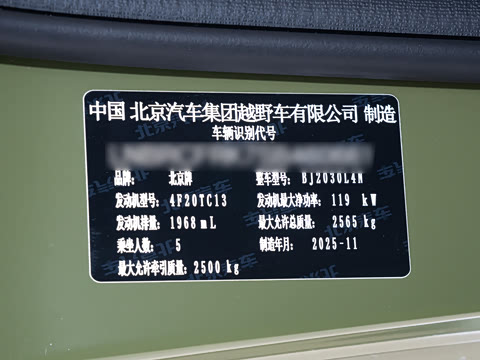 中国 北京汽车集团越野车有限公司 制造
车辆识别代号
品牌: 北京牌 整车型号: BJ2030L4N
发动机型号: 4F20TC13 发动机最大净功率: 119 kW
发动机排量: 1968 mL 最大允许总质量: 2565 kg
乘坐人数: 5 制造年月: 2025-11
最大允许牵引质量: 2500 kg